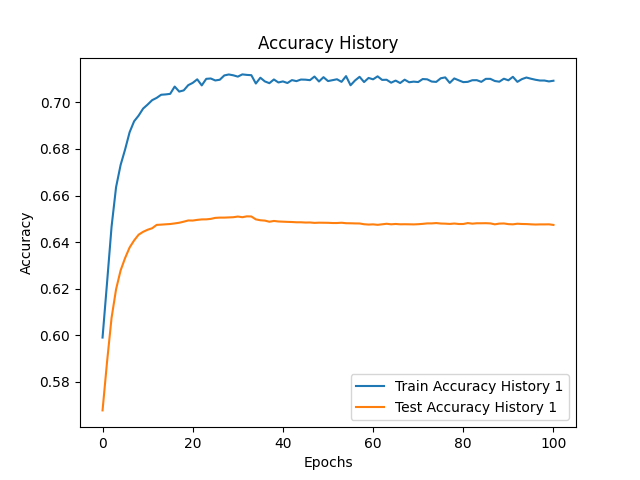 Accuracy History
0.70
0.68
0.66
0.64
0.62
0.60
0.58
Accuracy
Train Accuracy History 1
Test Accuracy History 1
0 20 40 60 80 100
Epochs